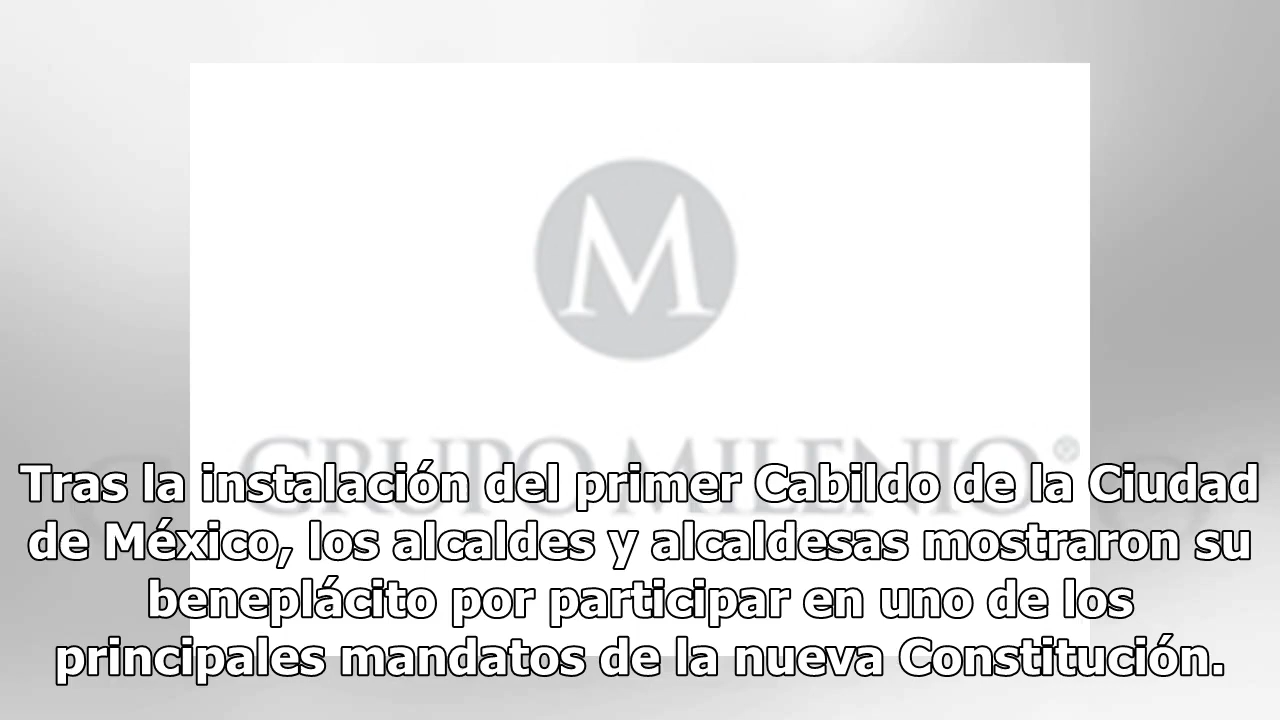 M
GRUPO MILENIO®
Tras la instalación del primer Cabildo de la Ciudad
de México, los alcaldes y alcaldesas mostraron su
beneplácito por participar en uno de los
principales mandatos de la nueva Constitución.